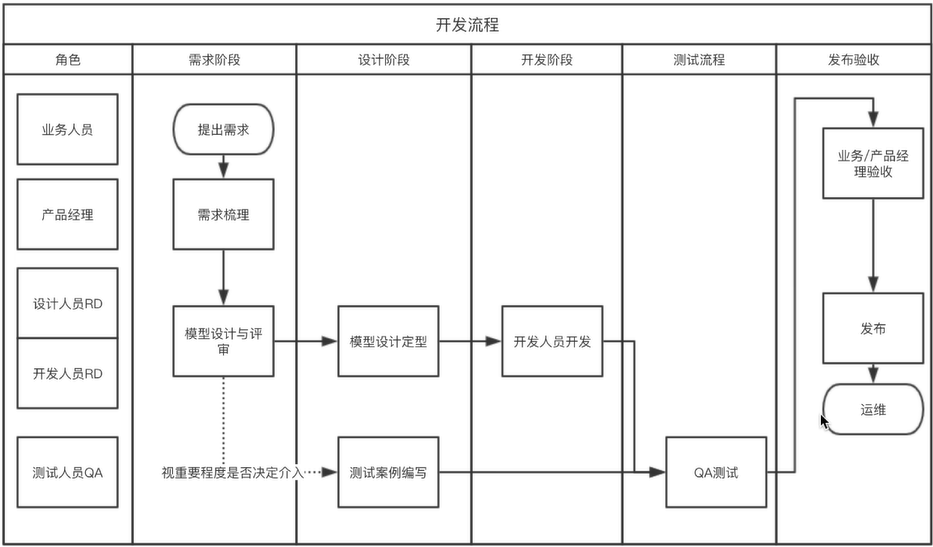 开发流程
角色
需求阶段
设计阶段
开发阶段
测试流程
发布验收
业务人员
提出需求
业务/产品经
理验收
产品经理
需求梳理
设计人员RD
模型设计与评
审
模型设计定型
开发人员开发
发布
开发人员RD
运维
测试人员QA
视重要程度是否决定介入
测试案例编写
QA测试